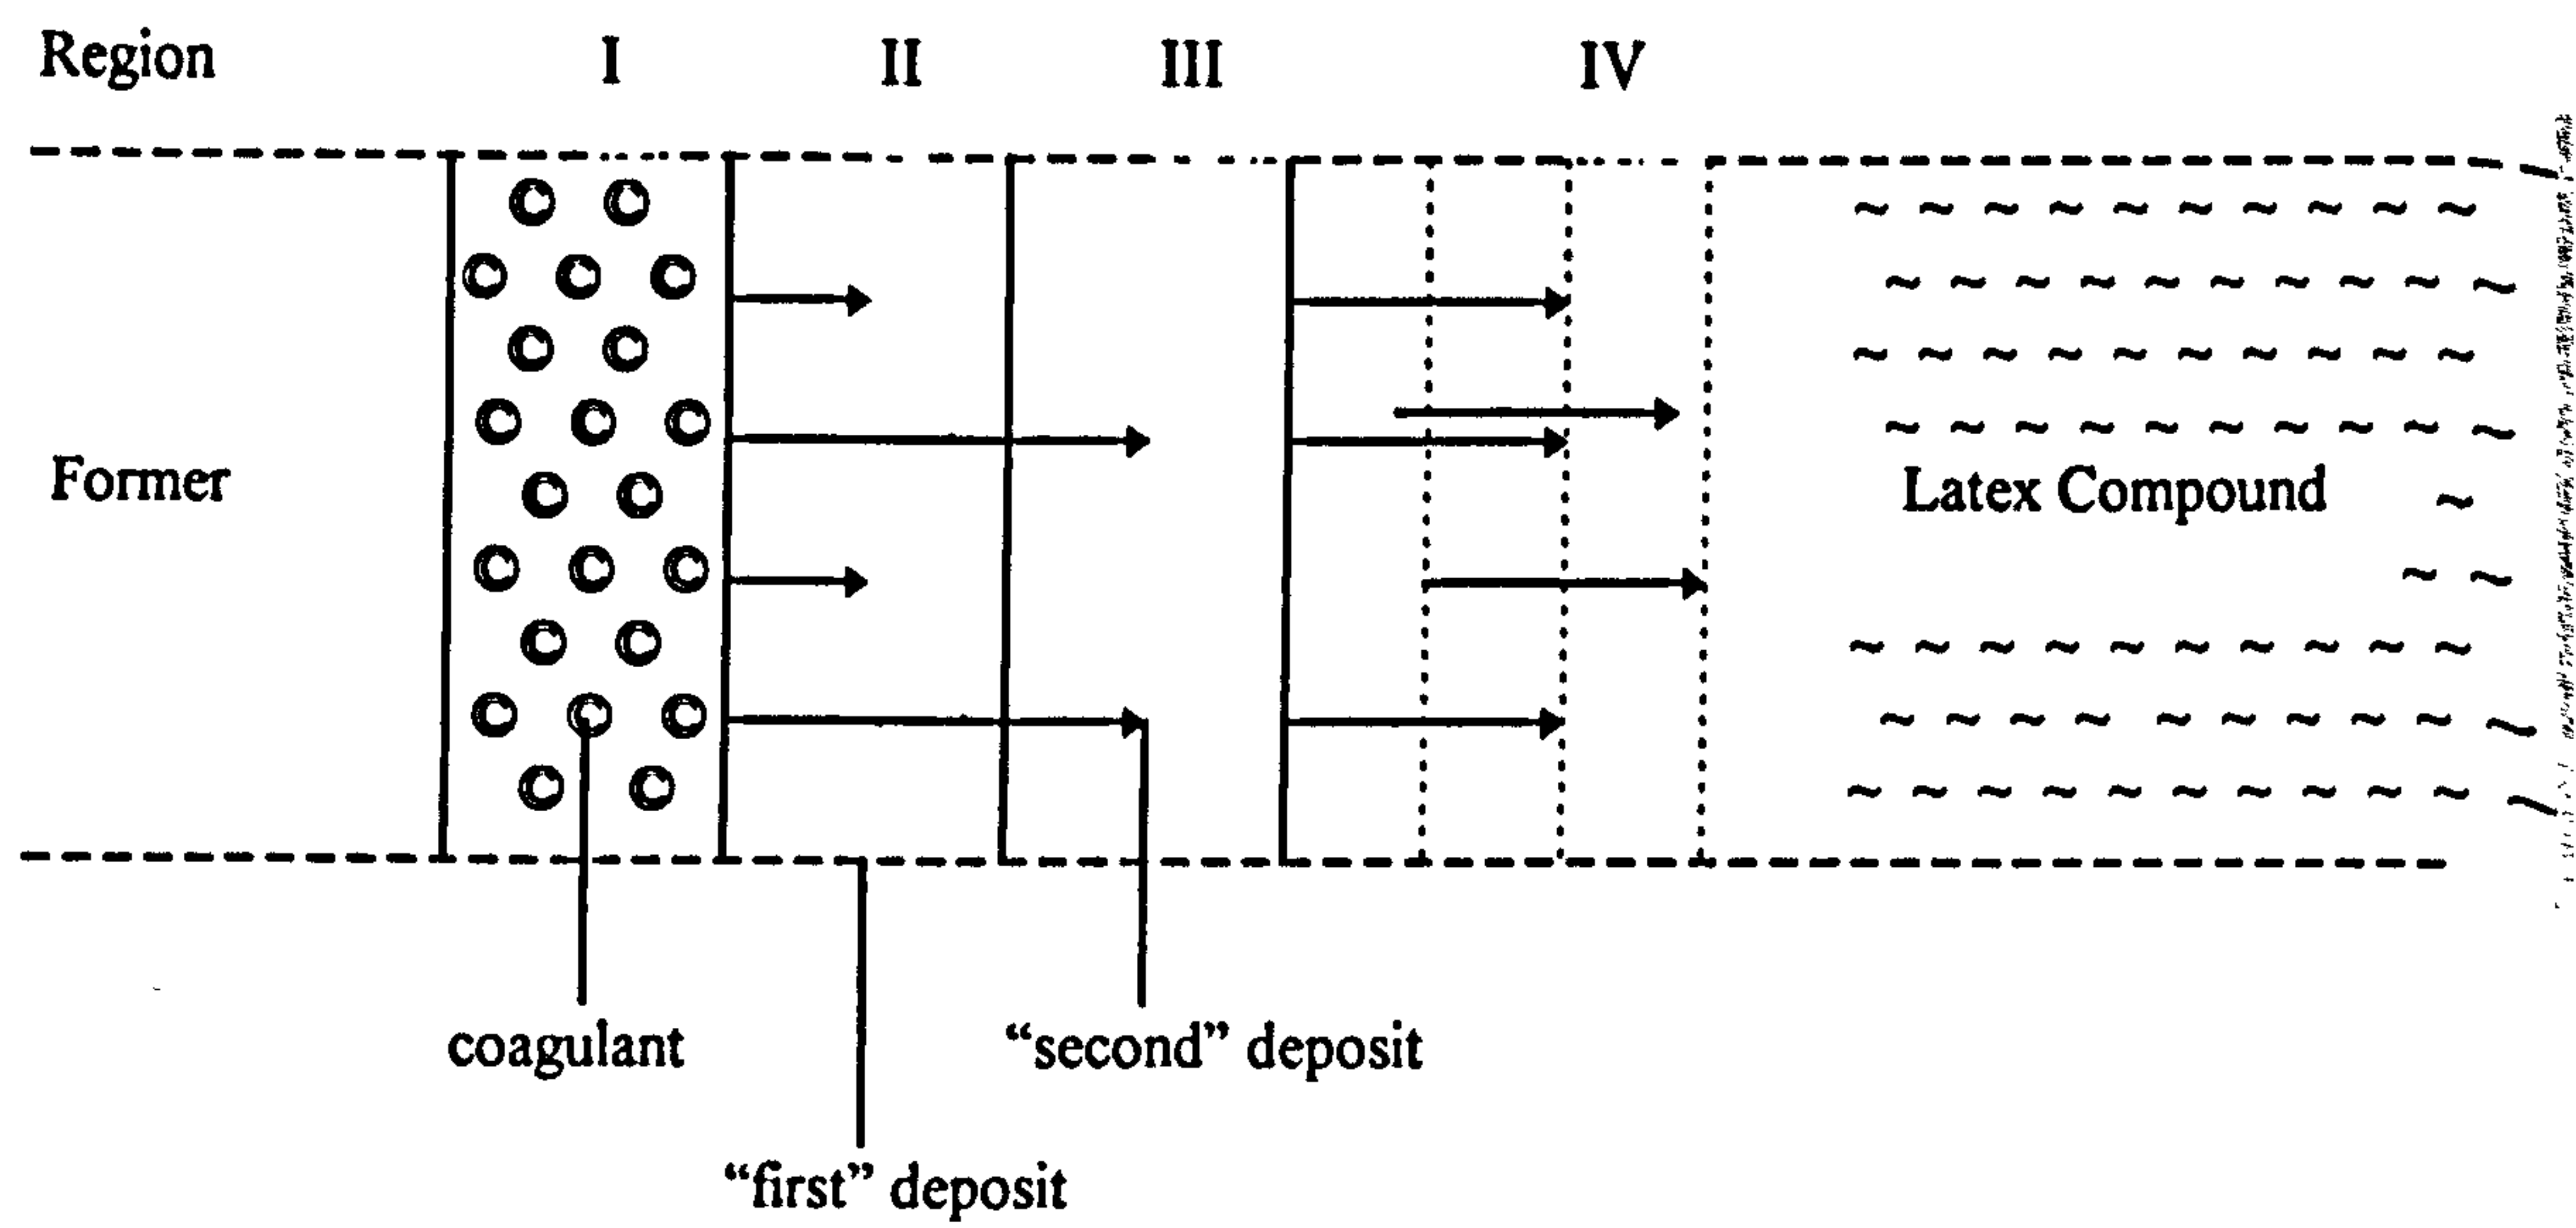 Region I II III IV
Former
Latex Compound
coagulant
“second” deposit
“first” deposit